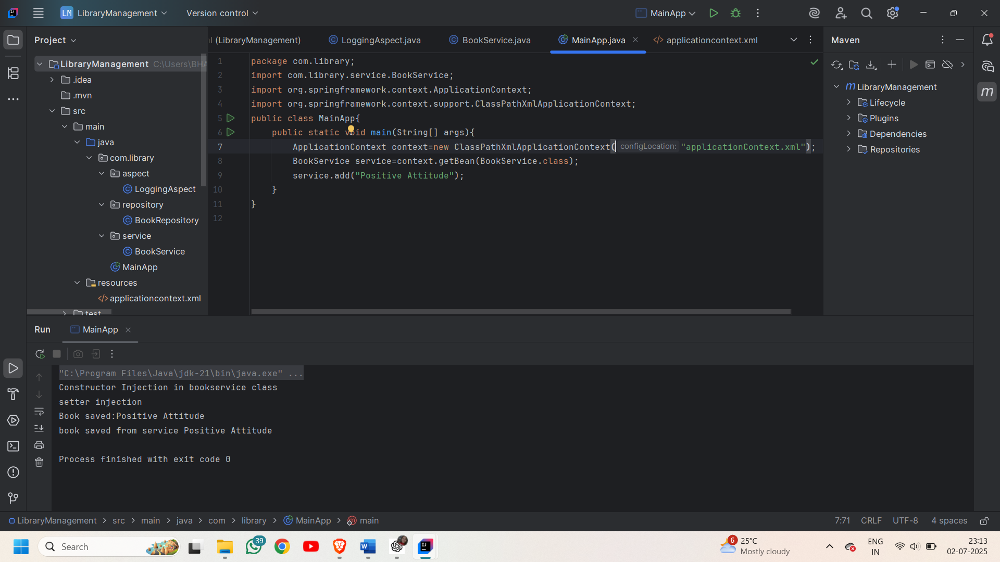 LM LibraryManagement Version control MainApp
Project
LibraryManagement C:\Users\BHA
.idea
.mvn
src
main
java
com.library
aspect
LoggingAspect
repository
BookRepository
service
BookService
MainApp
resources
applicationcontext.xml
test
(LibraryManagement) LoggingAspect.java BookService.java MainApp.java applicationcontext.xml
1 package com.library;
2 import com.library.service.BookService;
3 import org.springframework.context.ApplicationContext;
4 import org.springframework.context.support.ClassPathXmlApplicationContext;
5 public class MainApp{
6 public static void main(String[] args){
7 ApplicationContext context=new ClassPathXmlApplicationContext( configLocation: "applicationContext.xml");
8 BookService service=context.getBean(BookService.class);
9 service.add("Positive Attitude");
10 }
11 }
12
Maven
m LibraryManagement
Lifecycle
Plugins
Dependencies
Repositories
m
Run MainApp
"C:\Program Files\Java\jdk-21\bin\java.exe" ...
Constructor Injection in bookservice class
setter injection
Book saved:Positive Attitude
book saved from service Positive Attitude
Process finished with exit code 0
LibraryManagement > src > main > java > com > library > MainApp > main 7:71 CRLF UTF-8 4 spaces
Search
39
6
25°C
Mostly cloudy
ENG
IN
23:13
02-07-2025